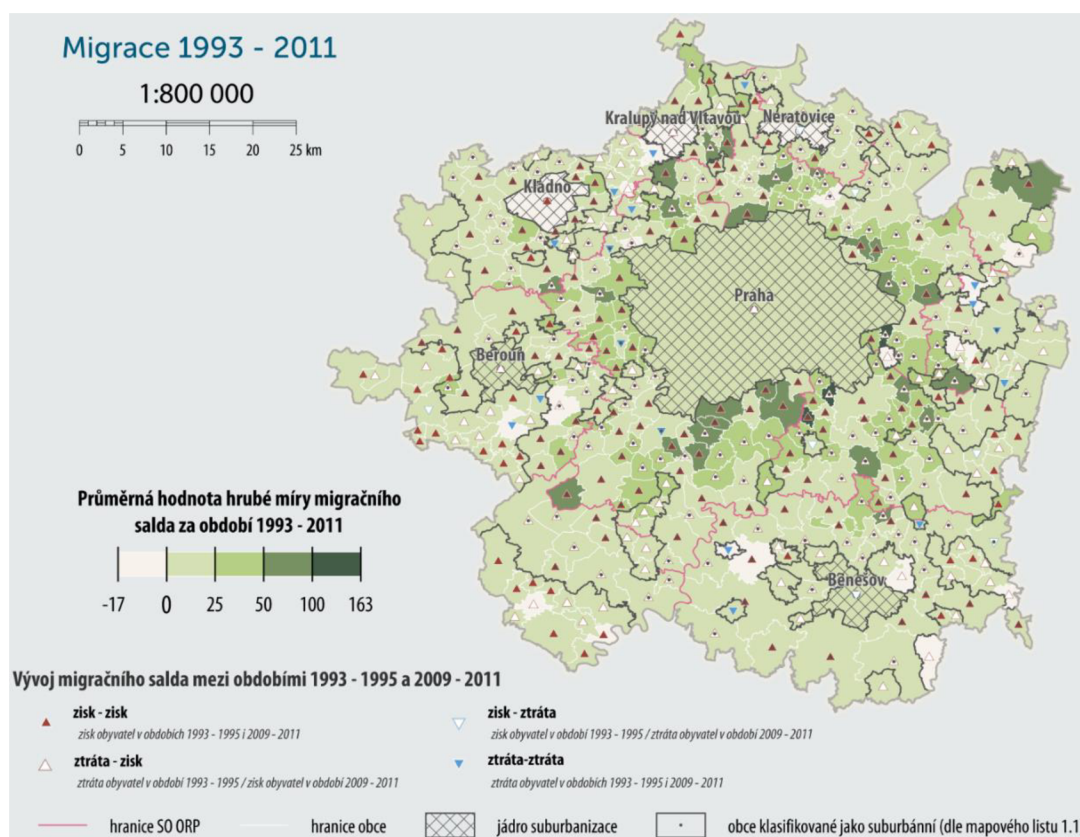 Migrace 1993 - 2011
1:800 000
0 5 10 15 20 25 km
Kralupy nad Vltavou
Neratovice
Kladno
Praha
Beroun
Benešov
Průměrná hodnota hrubé míry migračního
salda za období 1993 - 2011
-17 0 25 50 100 163
Vývoj migračního salda mezi obdobími 1993 - 1995 a 2009 - 2011
zisk - zisk
zisk obyvatel v obdobích 1993 - 1995 i 2009 - 2011
zisk - ztráta
zisk obyvatel v období 1993 - 1995 / ztráta obyvatel v období 2009 - 2011
ztráta - zisk
ztráta obyvatel v období 1993 - 1995 / zisk obyvatel v období 2009 - 2011
ztráta-ztráta
ztráta obyvatel v obdobích 1993 - 1995 i 2009 - 2011
hranice SO ORP
hranice obce
jádro suburbanizace
obce klasifikované jako suburbánní (dle mapového listu 1.1